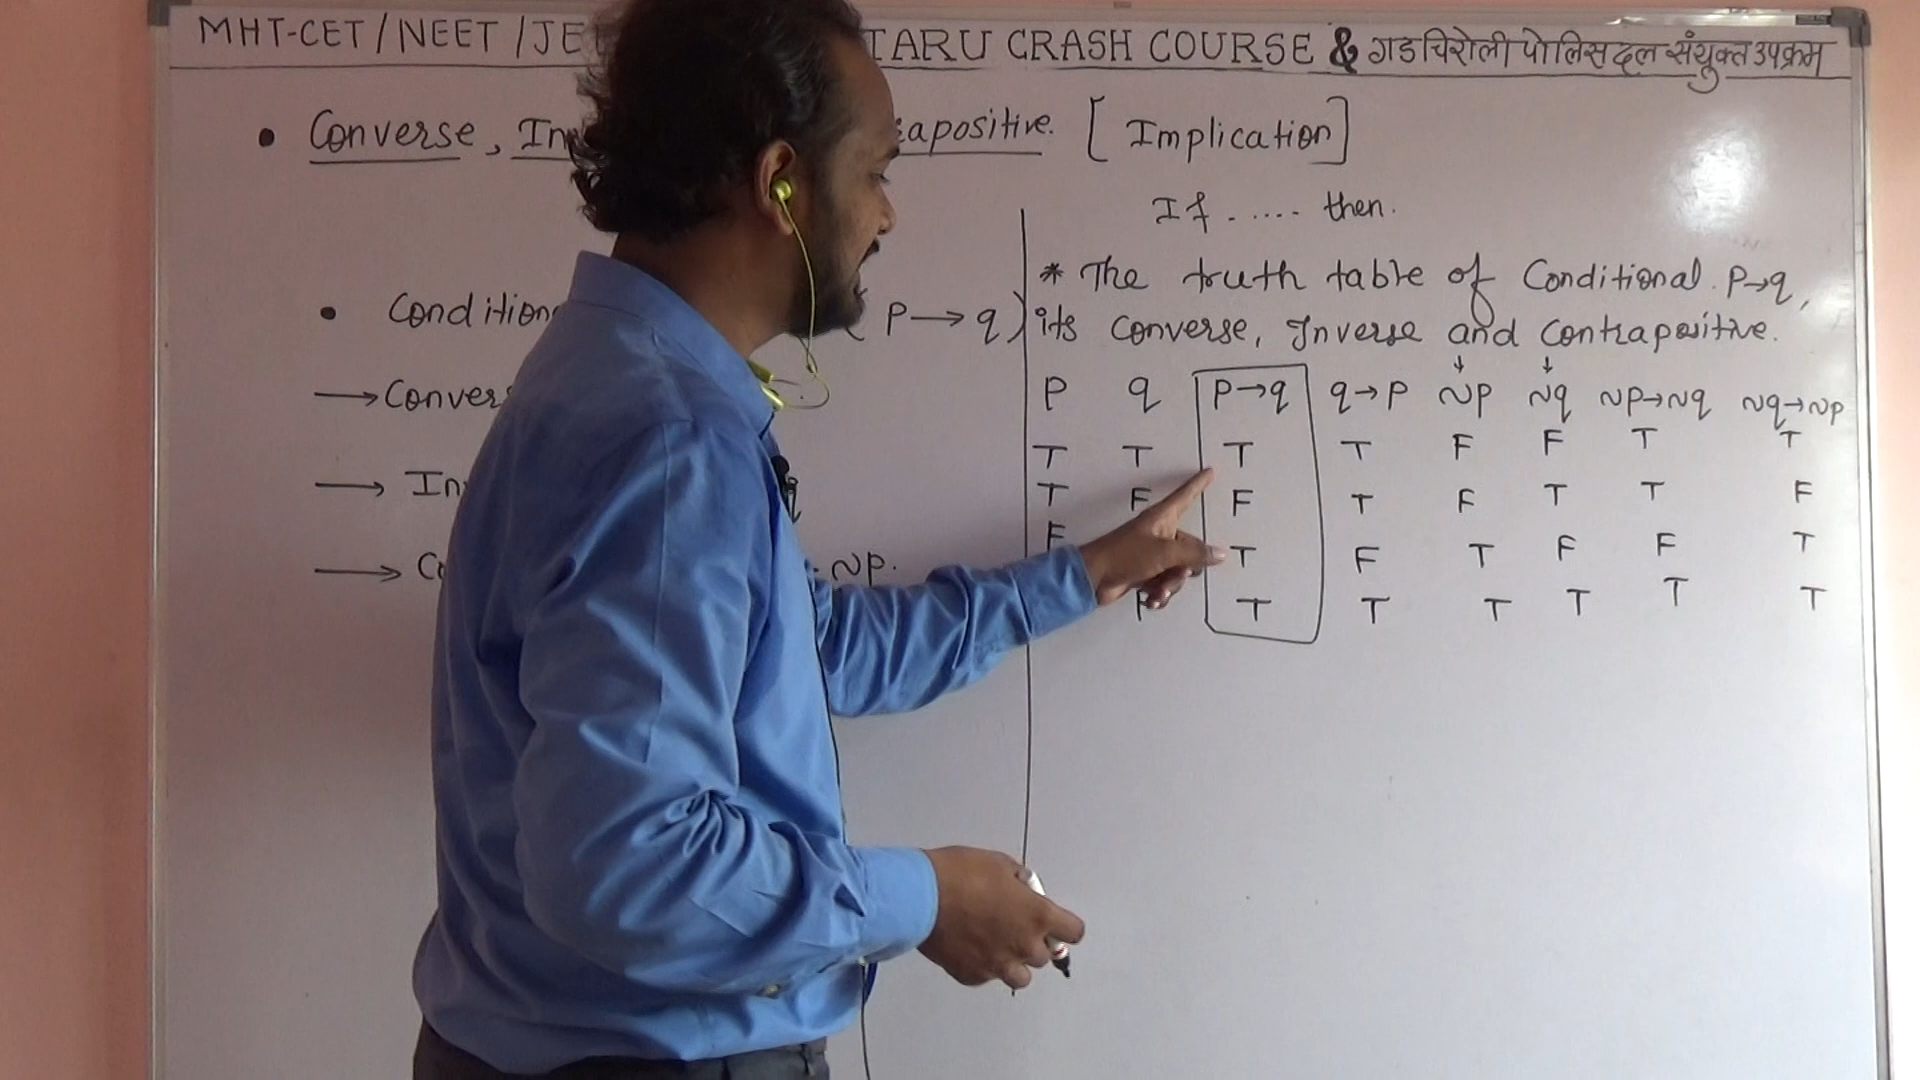 MHT-CET / NEET / JE TARU CRASH COURSE & गडचिरोली पोलिस दल संयुक्त उपक्रम
• Converse, In apositive. [Implication]
If ..... then.
• Condition (P→q)
→ Convers
→ In q
→ Co ~p.
* The truth table of Conditional. P→q,
its Converse, Inverse and Contrapositive.
P q P→q q→P ~p ~q ~p→~q ~q→~p
T T T T F F T T
T F F T F T T F
F T F T F F T
F T T T T T T